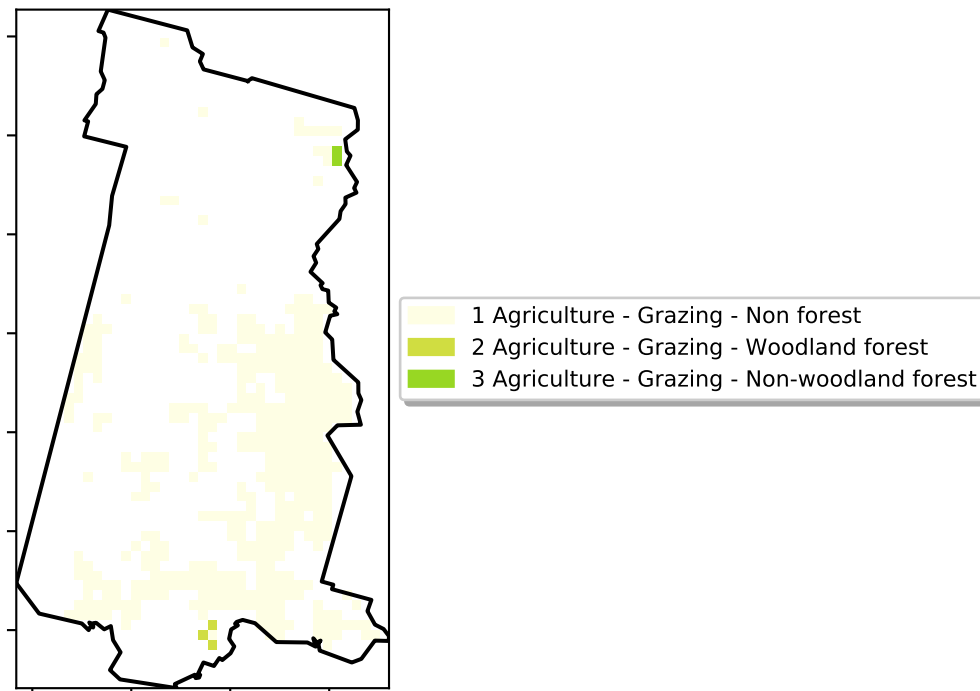 1 Agriculture - Grazing - Non forest
2 Agriculture - Grazing - Woodland forest
3 Agriculture - Grazing - Non-woodland forest